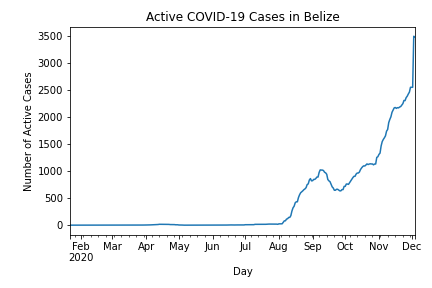 Active COVID-19 Cases in Belize
3500
3000
2500
2000
1500
1000
500
0
Number of Active Cases
Feb Mar Apr May Jun Jul Aug Sep Oct Nov Dec
2020
Day